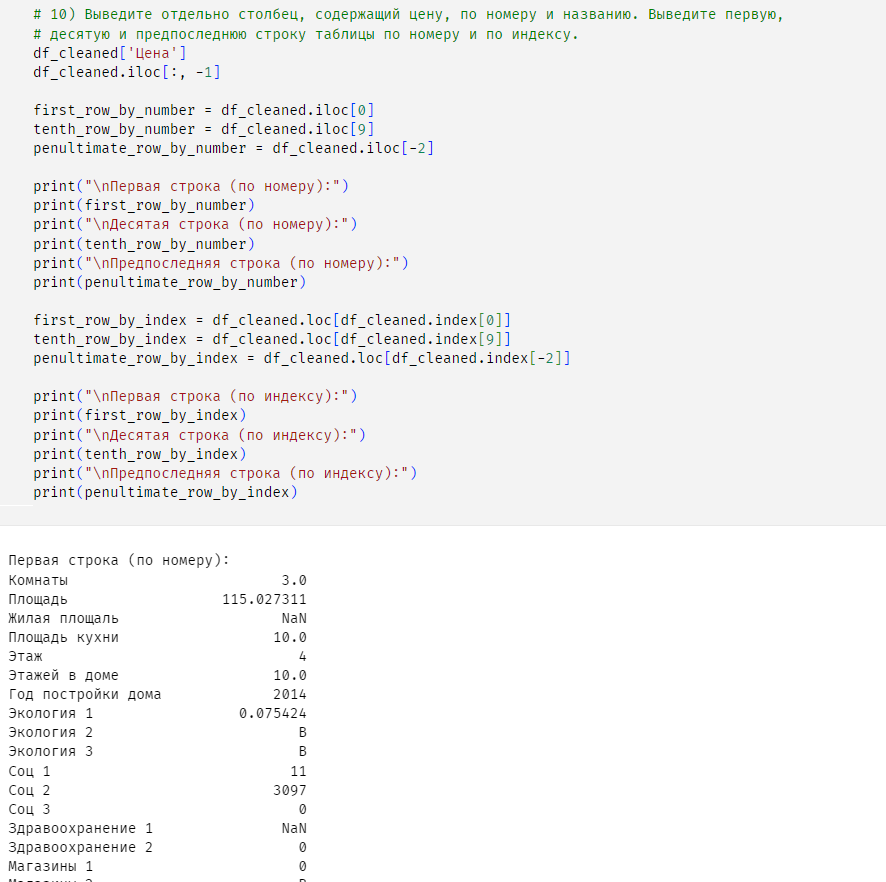 # 10) Выведите отдельно столбец, содержащий цену, по номеру и названию. Выведите первую,
# десятую и предпоследнюю строку таблицы по номеру и по индексу.
df_cleaned['Цена']
df_cleaned.iloc[:, -1]
first_row_by_number = df_cleaned.iloc[0]
tenth_row_by_number = df_cleaned.iloc[9]
penultimate_row_by_number = df_cleaned.iloc[-2]
print("\nПервая строка (по номеру):")
print(first_row_by_number)
print("\nДесятая строка (по номеру):")
print(tenth_row_by_number)
print("\nПредпоследняя строка (по номеру):")
print(penultimate_row_by_number)
first_row_by_index = df_cleaned.loc[df_cleaned.index[0]]
tenth_row_by_index = df_cleaned.loc[df_cleaned.index[9]]
penultimate_row_by_index = df_cleaned.loc[df_cleaned.index[-2]]
print("\nПервая строка (по индексу):")
print(first_row_by_index)
print("\nДесятая строка (по индексу):")
print(tenth_row_by_index)
print("\nПредпоследняя строка (по индексу):")
print(penultimate_row_by_index)
Первая строка (по номеру):
Комнаты 3.0
Площадь 115.027311
Жилая площаль NaN
Площадь кухни 10.0
Этаж 4
Этажей в доме 10.0
Год постройки дома 2014
Экология 1 0.075424
Экология 2 B
Экология 3 B
Соц 1 11
Соц 2 3097
Соц 3 0
Здравоохранение 1 NaN
Здравоохранение 2 0
Магазины 1 0